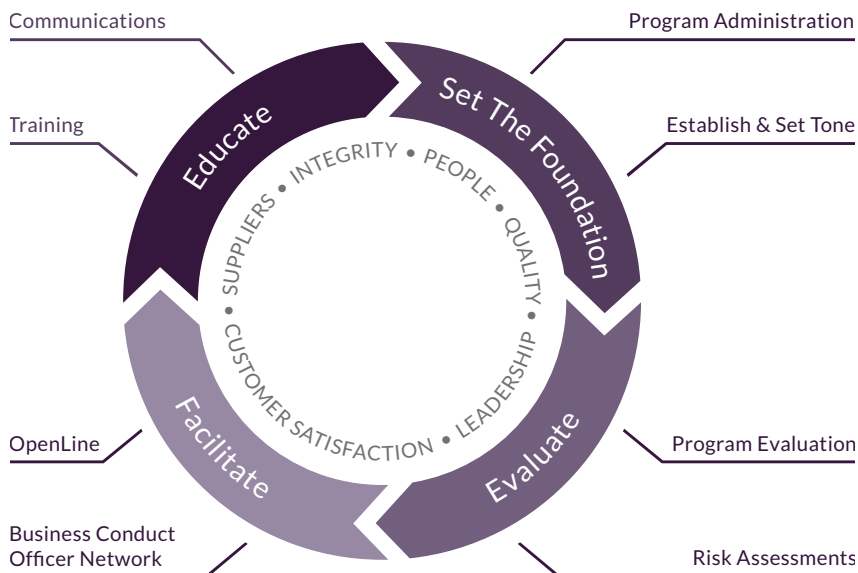 Communications
Program Administration
Training
Establish & Set Tone
Educate
Set The Foundation
SUPPLIERS • INTEGRITY • PEOPLE • QUALITY • LEADERSHIP • CUSTOMER SATISFACTION •
Facilitate
Evaluate
OpenLine
Program Evaluation
Business Conduct
Officer Network
Risk Assessments